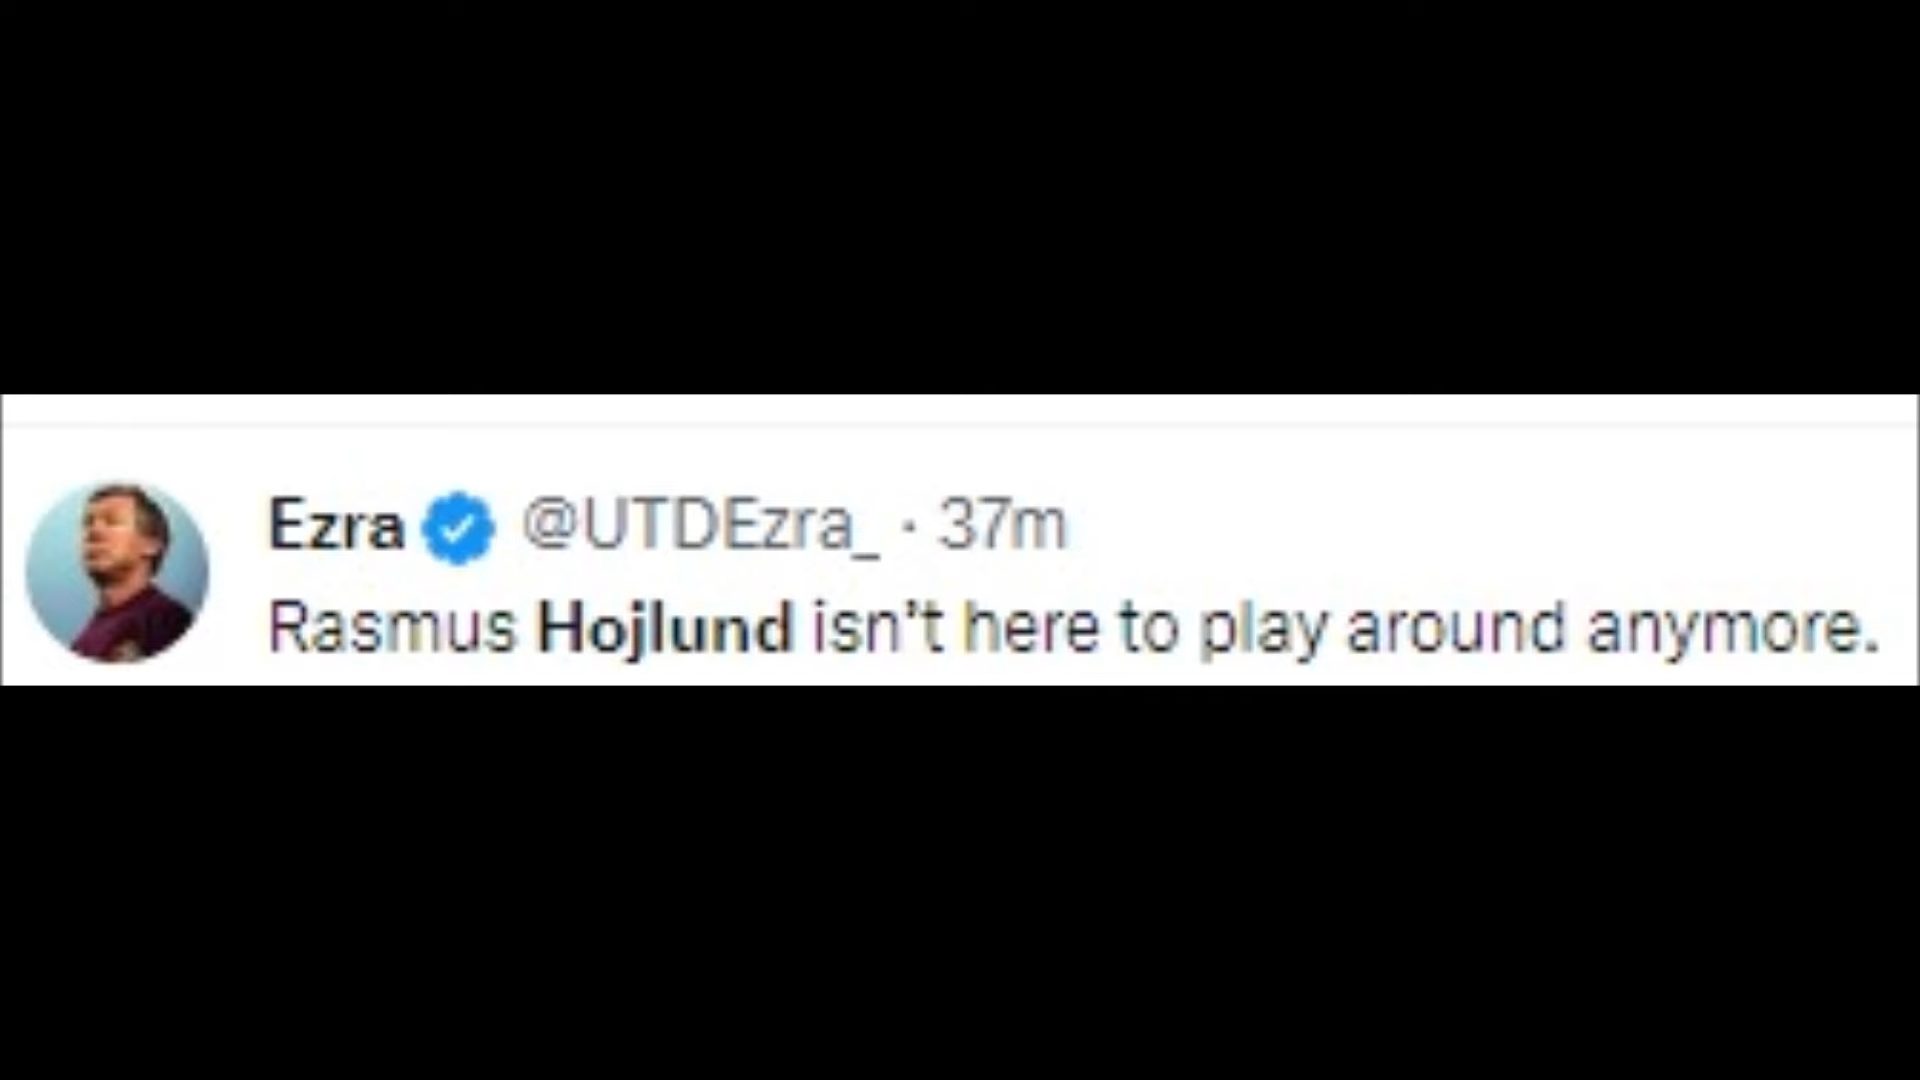 Ezra @UTDEzra_ · 37m
Rasmus Hojlund isn't here to play around anymore.